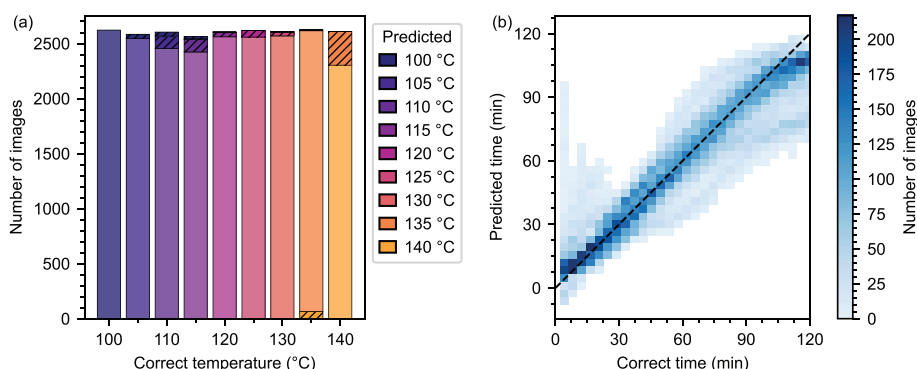 (a)
Number of images
2500
2000
1500
1000
500
0
100
110
120
130
140
Correct temperature (°C)
Predicted
100 °C
105 °C
110 °C
115 °C
120 °C
125 °C
130 °C
135 °C
140 °C
(b)
Predicted time (min)
120
90
60
30
0
0
30
60
90
120
Correct time (min)
200
175
150
125
100
75
50
25
0
Number of images